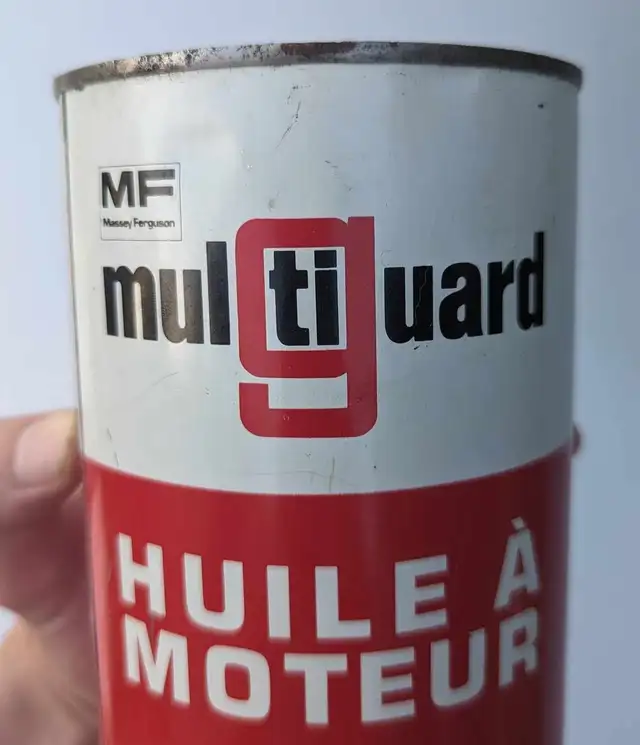 MF
Massey Ferguson
multiguard
HUILE À
MOTEUR